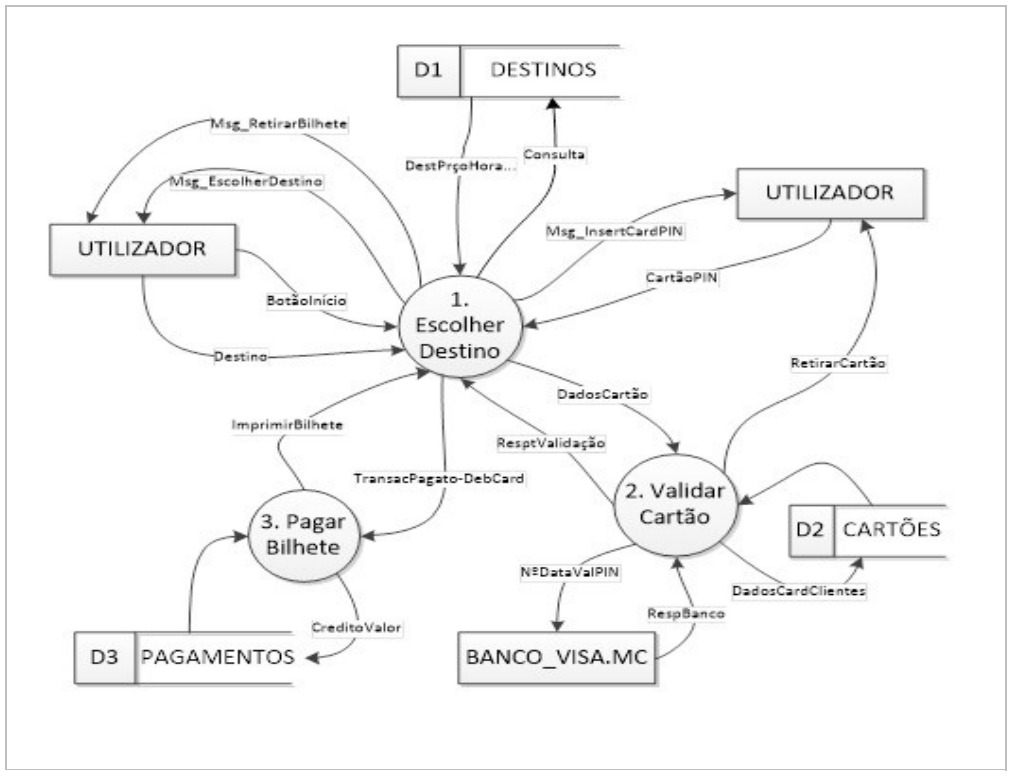 D1 DESTINOS
Msg_RetirarBilhete
DestPrçoHora...
Consulta
Msg_EscolherDestino
UTILIZADOR
UTILIZADOR
Msg_InsertCardPIN
CartãoPIN
BotãoInício
1.
Escolher
Destino
Destino
RetirarCartão
DadosCartão
ImprimirBilhete
ResptValidação
TransacPagato-DebCard
2. Validar
Cartão
3. Pagar
Bilhete
D2 CARTÕES
NºDataValPIN
DadosCardClientes
RespBanco
CreditoValor
D3 PAGAMENTOS
BANCO_VISA.MC